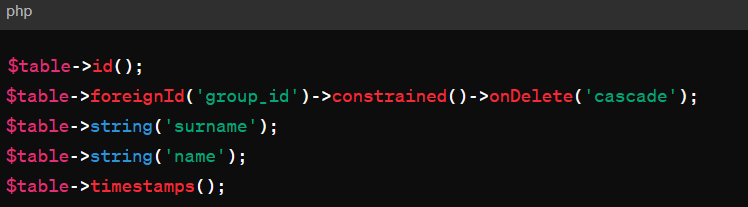 php
$table->id();
$table->foreignId('group_id')->constrained()->onDelete('cascade');
$table->string('surname');
$table->string('name');
$table->timestamps();